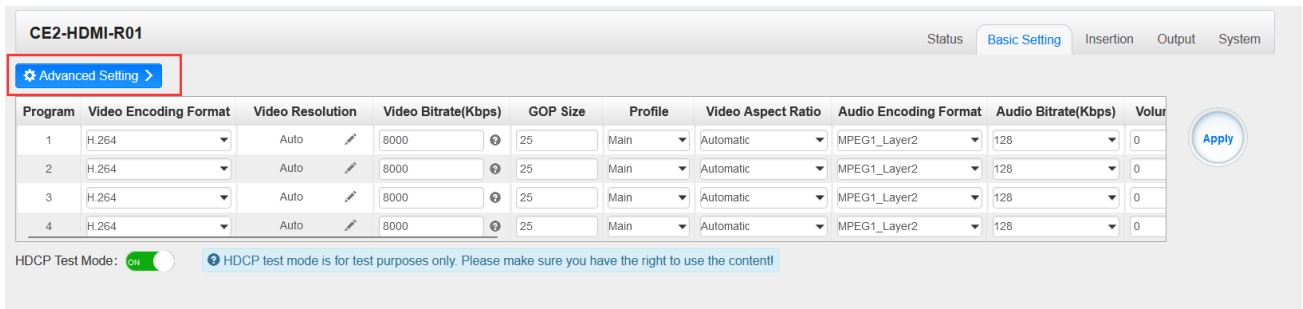 CE2-HDMI-R01
Status Basic Setting Insertion Output System
Advanced Setting
Program Video Encoding Format Video Resolution Video Bitrate(Kbps) GOP Size Profile Video Aspect Ratio Audio Encoding Format Audio Bitrate(Kbps) Volur
1 H.264 Auto 8000 25 Main Automatic MPEG1_Layer2 128 0
2 H.264 Auto 8000 25 Main Automatic MPEG1_Layer2 128 0
3 H.264 Auto 8000 25 Main Automatic MPEG1_Layer2 128 0
4 H.264 Auto 8000 25 Main Automatic MPEG1_Layer2 128 0
Apply
HDCP Test Mode: ON HDCP test mode is for test purposes only. Please make sure you have the right to use the content!